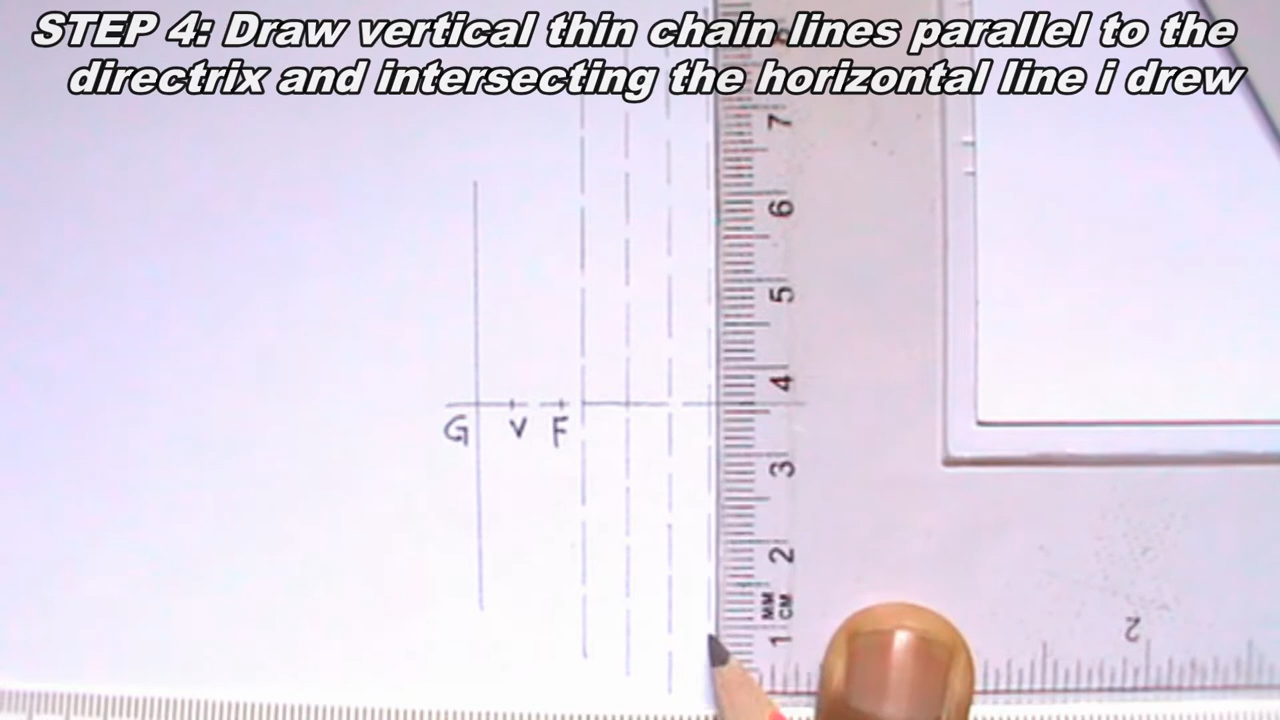 STEP 4: Draw vertical thin chain lines parallel to the
directrix and intersecting the horizontal line i drew
7
6
5
4
G V F
3
2
MM
CM
1
2